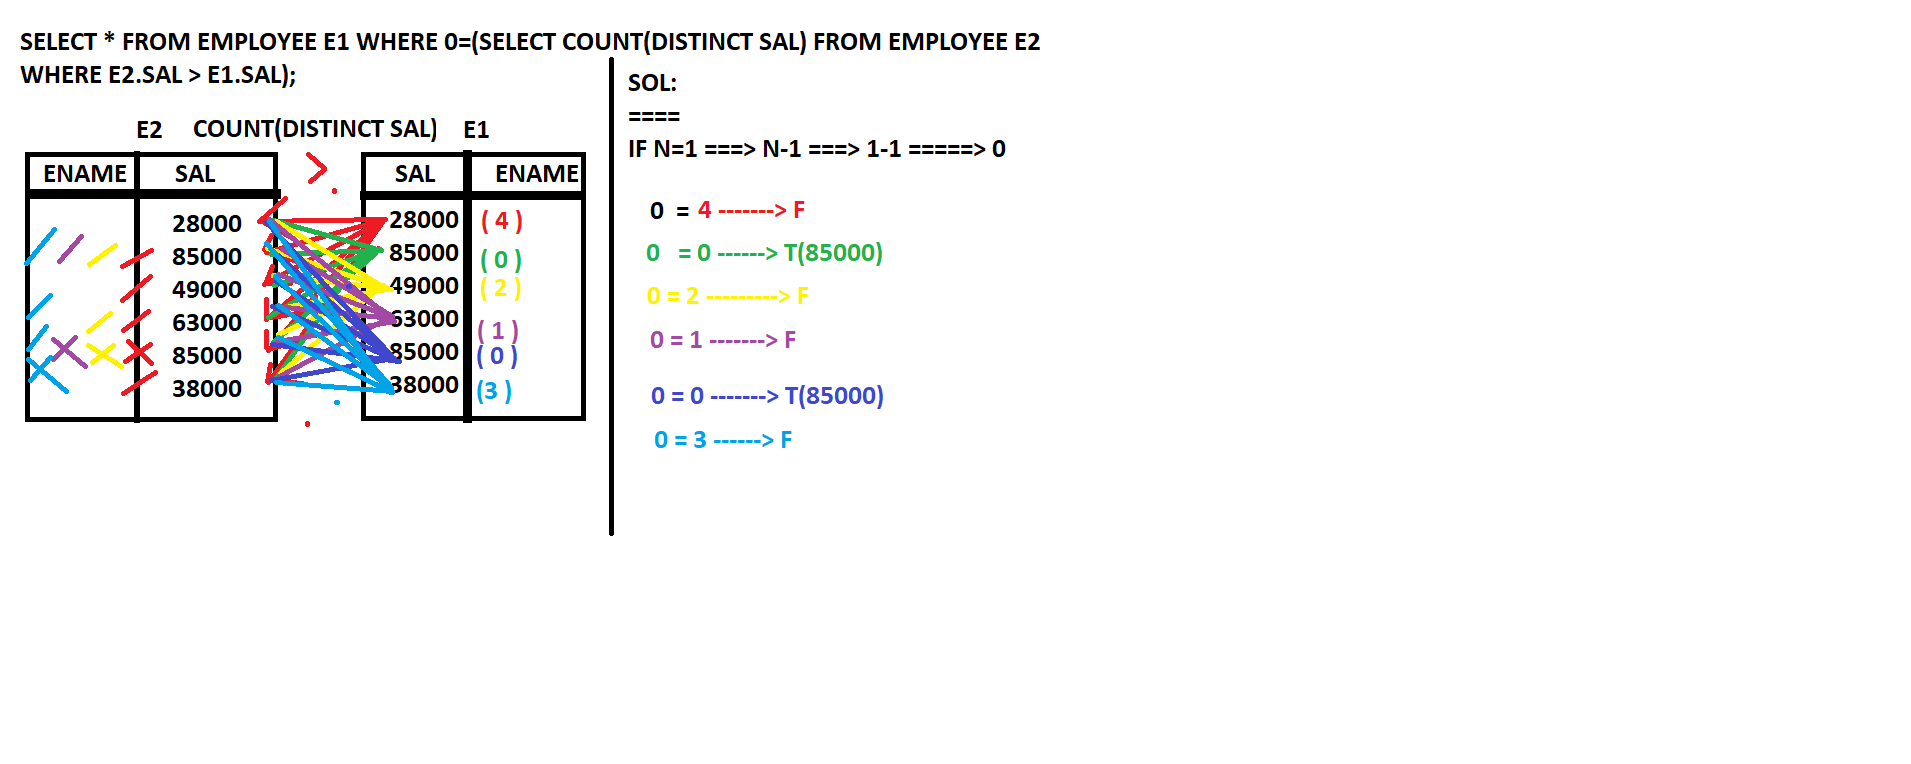 SELECT * FROM EMPLOYEE E1 WHERE 0=(SELECT COUNT(DISTINCT SAL) FROM EMPLOYEE E2
WHERE E2.SAL > E1.SAL);
E2 COUNT(DISTINCT SAL) E1
ENAME SAL > SAL ENAME
28000 28000 ( 4 )
85000 85000 ( 0 )
49000 49000 ( 2 )
63000 63000 ( 1 )
85000 85000 ( 0 )
38000 38000 (3 )
SOL:
====
IF N=1 ===> N-1 ===> 1-1 =====> 0
0 = 4 -------> F
0 = 0 ------> T(85000)
0 = 2 ---------> F
0 = 1 -------> F
0 = 0 -------> T(85000)
0 = 3 ------> F